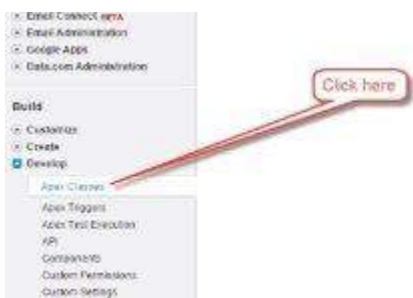 Email Connect BETA
Email Administration
Google Apps
Data.com Administration
Click here
Build
Customize
Create
Develop
Apex Classes
Apex Triggers
Apex Test Execution
API
Components
Custom Permissions
Custom Settings